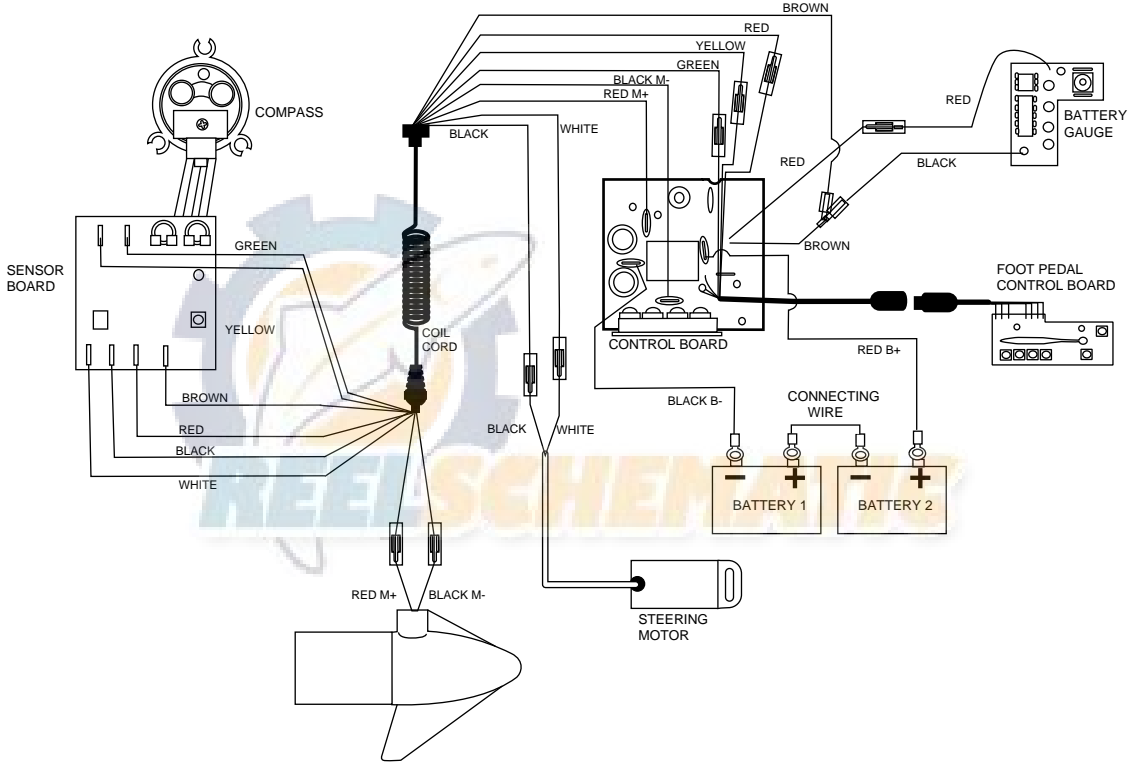 BROWN
RED
YELLOW
GREEN
BLACK M-
RED M+
BLACK
WHITE
COMPASS
RED
BATTERY
GAUGE
RED
BLACK
BROWN
GREEN
SENSOR
BOARD
FOOT PEDAL
CONTROL BOARD
YELLOW
COIL
CORD
CONTROL BOARD
RED B+
BROWN
BLACK B-
CONNECTING
WIRE
RED
BLACK
WHITE
BLACK
WHITE
REELSCHEMATIC
BATTERY 1
BATTERY 2
RED M+
BLACK M-
STEERING
MOTOR